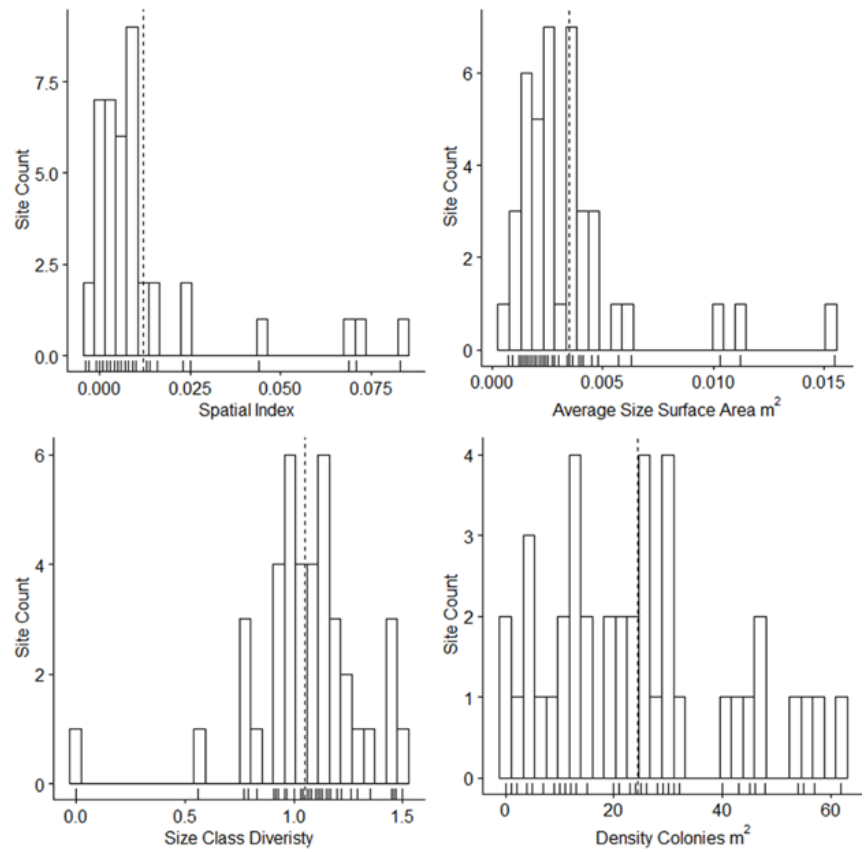 Site Count
7.5
5.0
2.5
0.0
0.000 0.025 0.050 0.075
Spatial Index
Site Count
6
4
2
0
0.000 0.005 0.010 0.015
Average Size Surface Area m²
Site Count
6
4
2
0
0.0 0.5 1.0 1.5
Size Class Diveristy
Site Count
4
3
2
1
0
0 20 40 60
Density Colonies m²